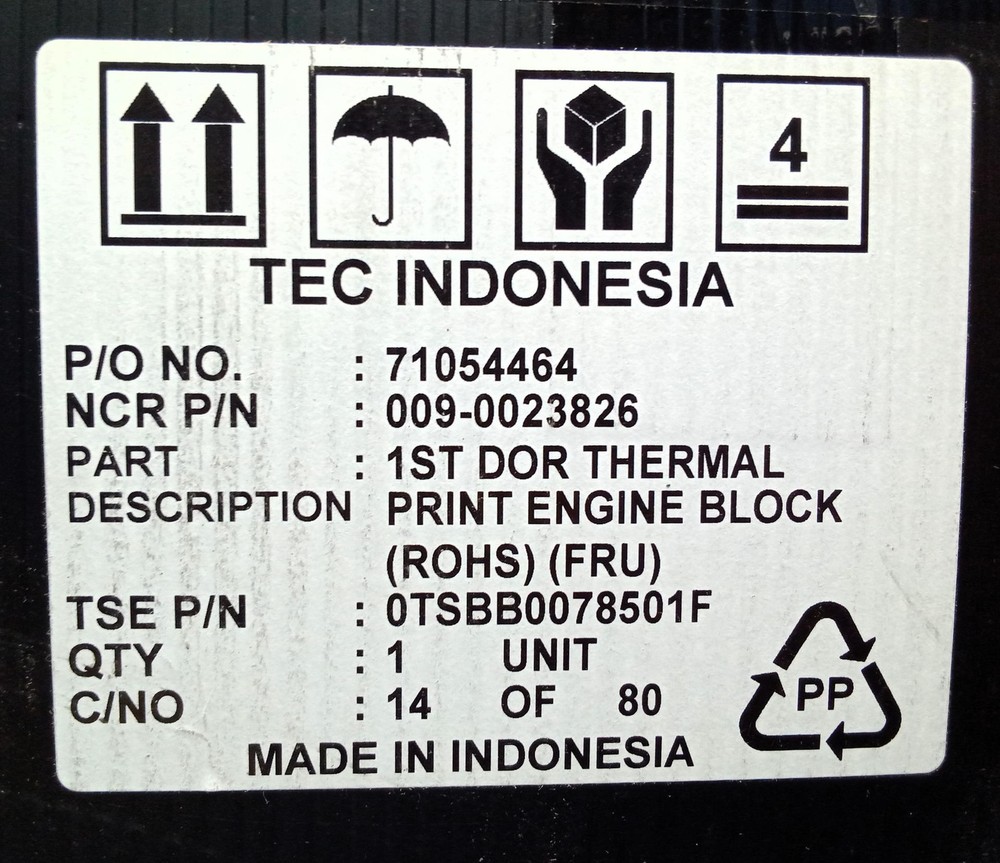 4
TEC INDONESIA
P/O NO. : 71054464
NCR P/N : 009-0023826
PART : 1ST DOR THERMAL
DESCRIPTION PRINT ENGINE BLOCK
(ROHS) (FRU)
TSE P/N : 0TSBB0078501F
QTY : 1 UNIT
C/NO : 14 OF 80
PP
MADE IN INDONESIA